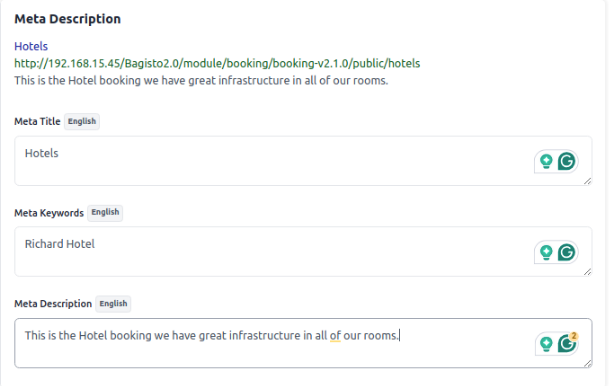 Meta Description
Hotels
http://192.168.15.45/Bagisto2.0/module/booking/booking-v2.1.0/public/hotels
This is the Hotel booking we have great infrastructure in all of our rooms.
Meta Title English
Hotels
Meta Keywords English
Richard Hotel
Meta Description English
This is the Hotel booking we have great infrastructure in all of our rooms.
2